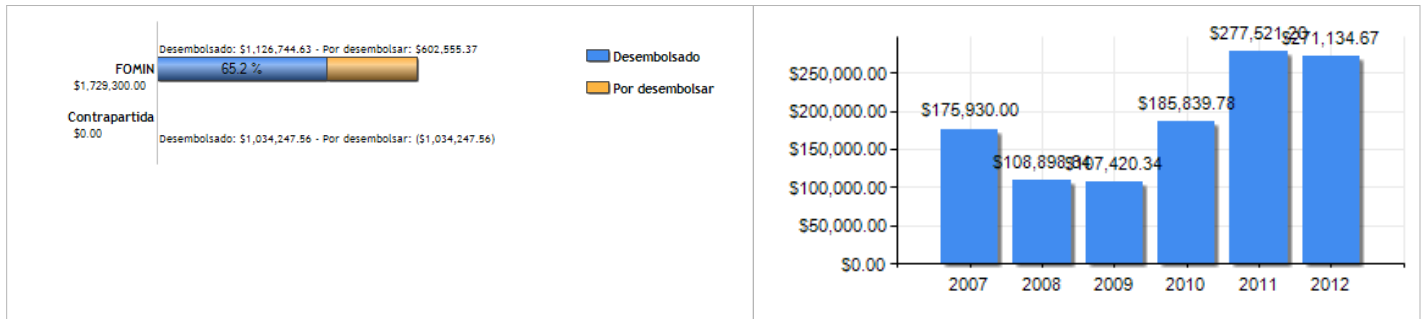 Desembolsado: $1,126,744.63 - Por desembolsar: $602,555.37
FOMIN
65.2 %
$1,729,300.00
Contrapartida
$0.00
Desembolsado: $1,034,247.56 - Por desembolsar: ($1,034,247.56)
Desembolsado
Por desembolsar
$277,521.20
$271,134.67
$250,000.00
$200,000.00
$185,839.78
$175,930.00
$150,000.00
$107,420.34
$100,000.00
$50,000.00
$0.00
2007 2008 2009 2010 2011 2012